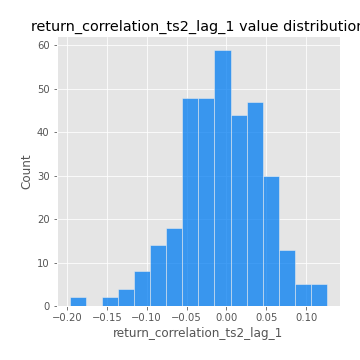 return_correlation_ts2_lag_1 value distribution
60
50
40
30
20
10
0
Count
−0.20 −0.15 −0.10 −0.05 0.00 0.05 0.10
return_correlation_ts2_lag_1